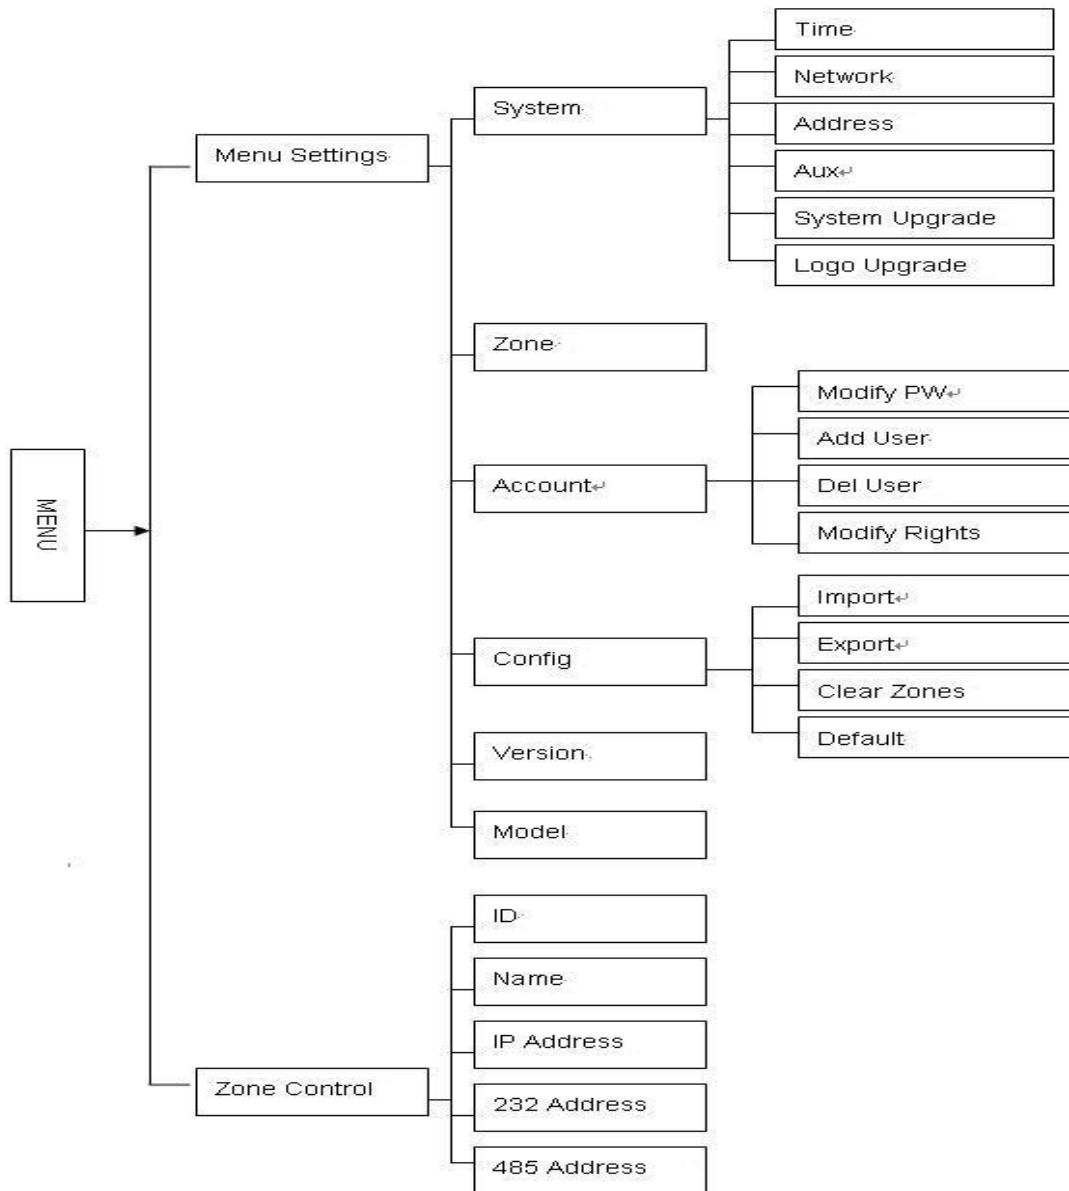 MENU
Menu Settings
System
Time
Network
Address
Aux
System Upgrade
Logo Upgrade
Zone
Account
Modify PW
Add User
Del User
Modify Rights
Config
Import
Export
Clear Zones
Default
Version
Model
Zone Control
ID
Name
IP Address
232 Address
485 Address